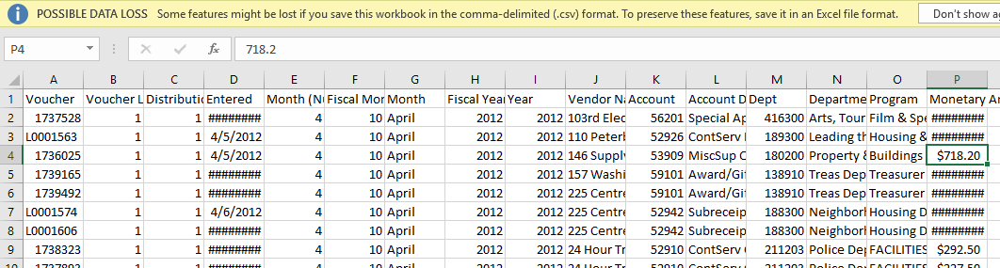 POSSIBLE DATA LOSS Some features might be lost if you save this workbook in the comma-delimited (.csv) format. To preserve these features, save it in an Excel file format. Don't show a
P4 fx 718.2
A B C D E F G H I J K L M N O P
1 Voucher Voucher L Distributi Entered Month (N Fiscal Mor Month Fiscal Yea Year Vendor Na Account Account D Dept Departme Program Monetary A
2 1737528 1 1 ######## 4 10 April 2012 2012 103rd Elec 56201 Special Ap 416300 Arts, Tour Film & Spe ########
3 L0001563 1 1 4/5/2012 4 10 April 2012 2012 110 Peterl 52926 ContServ 189300 Leading th Housing & ########
4 1736025 1 1 4/5/2012 4 10 April 2012 2012 146 Suppl 53909 MiscSup C 180200 Property & Buildings $718.20
5 1739165 1 1 ######## 4 10 April 2012 2012 157 Washi 59101 Award/Gi 138910 Treas Dep Treasurer ########
6 1739492 1 1 ######## 4 10 April 2012 2012 225 Centre 59101 Award/Gi 138910 Treas Dep Treasurer ########
7 L0001574 1 1 4/6/2012 4 10 April 2012 2012 225 Centre 52942 Subreceip 188300 Neighborl Housing D ########
8 L0001606 1 1 ######## 4 10 April 2012 2012 225 Centre 52942 Subreceip 188300 Neighborl Housing D ########
9 1738323 1 1 ######## 4 10 April 2012 2012 24 Hour Tr 52910 ContServ 211203 Police Dep FACILITIES $292.50